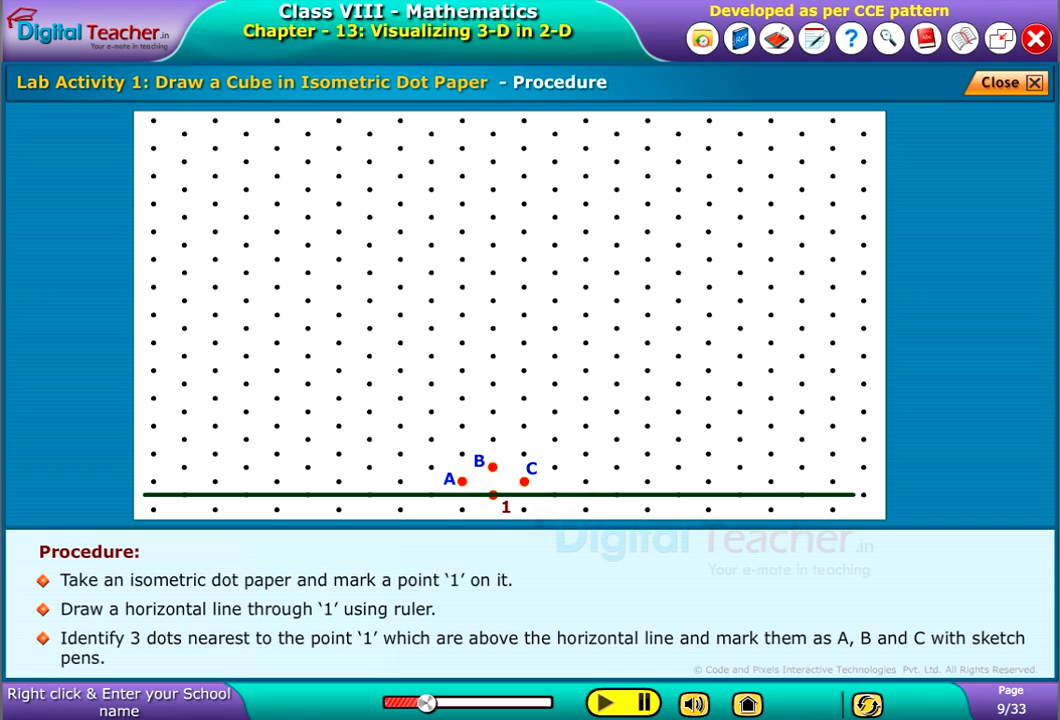 Digital Teacher.in
Your e-mate in teaching
Class VIII - Mathematics
Chapter - 13: Visualizing 3-D in 2-D
Developed as per CCE pattern
Ref
?
ABC
Lab Activity 1: Draw a Cube in Isometric Dot Paper - Procedure
Close
B
C
A
1
Digital Teacher.in
Your e-mate in teaching
Procedure:
Take an isometric dot paper and mark a point ‘1’ on it.
Draw a horizontal line through ‘1’ using ruler.
Identify 3 dots nearest to the point ‘1’ which are above the horizontal line and mark them as A, B and C with sketch
pens.
© Code and Pixels Interactive Technologies Pvt. Ltd. All Rights Reserved.
Right click & Enter your School
name
Page
9/33